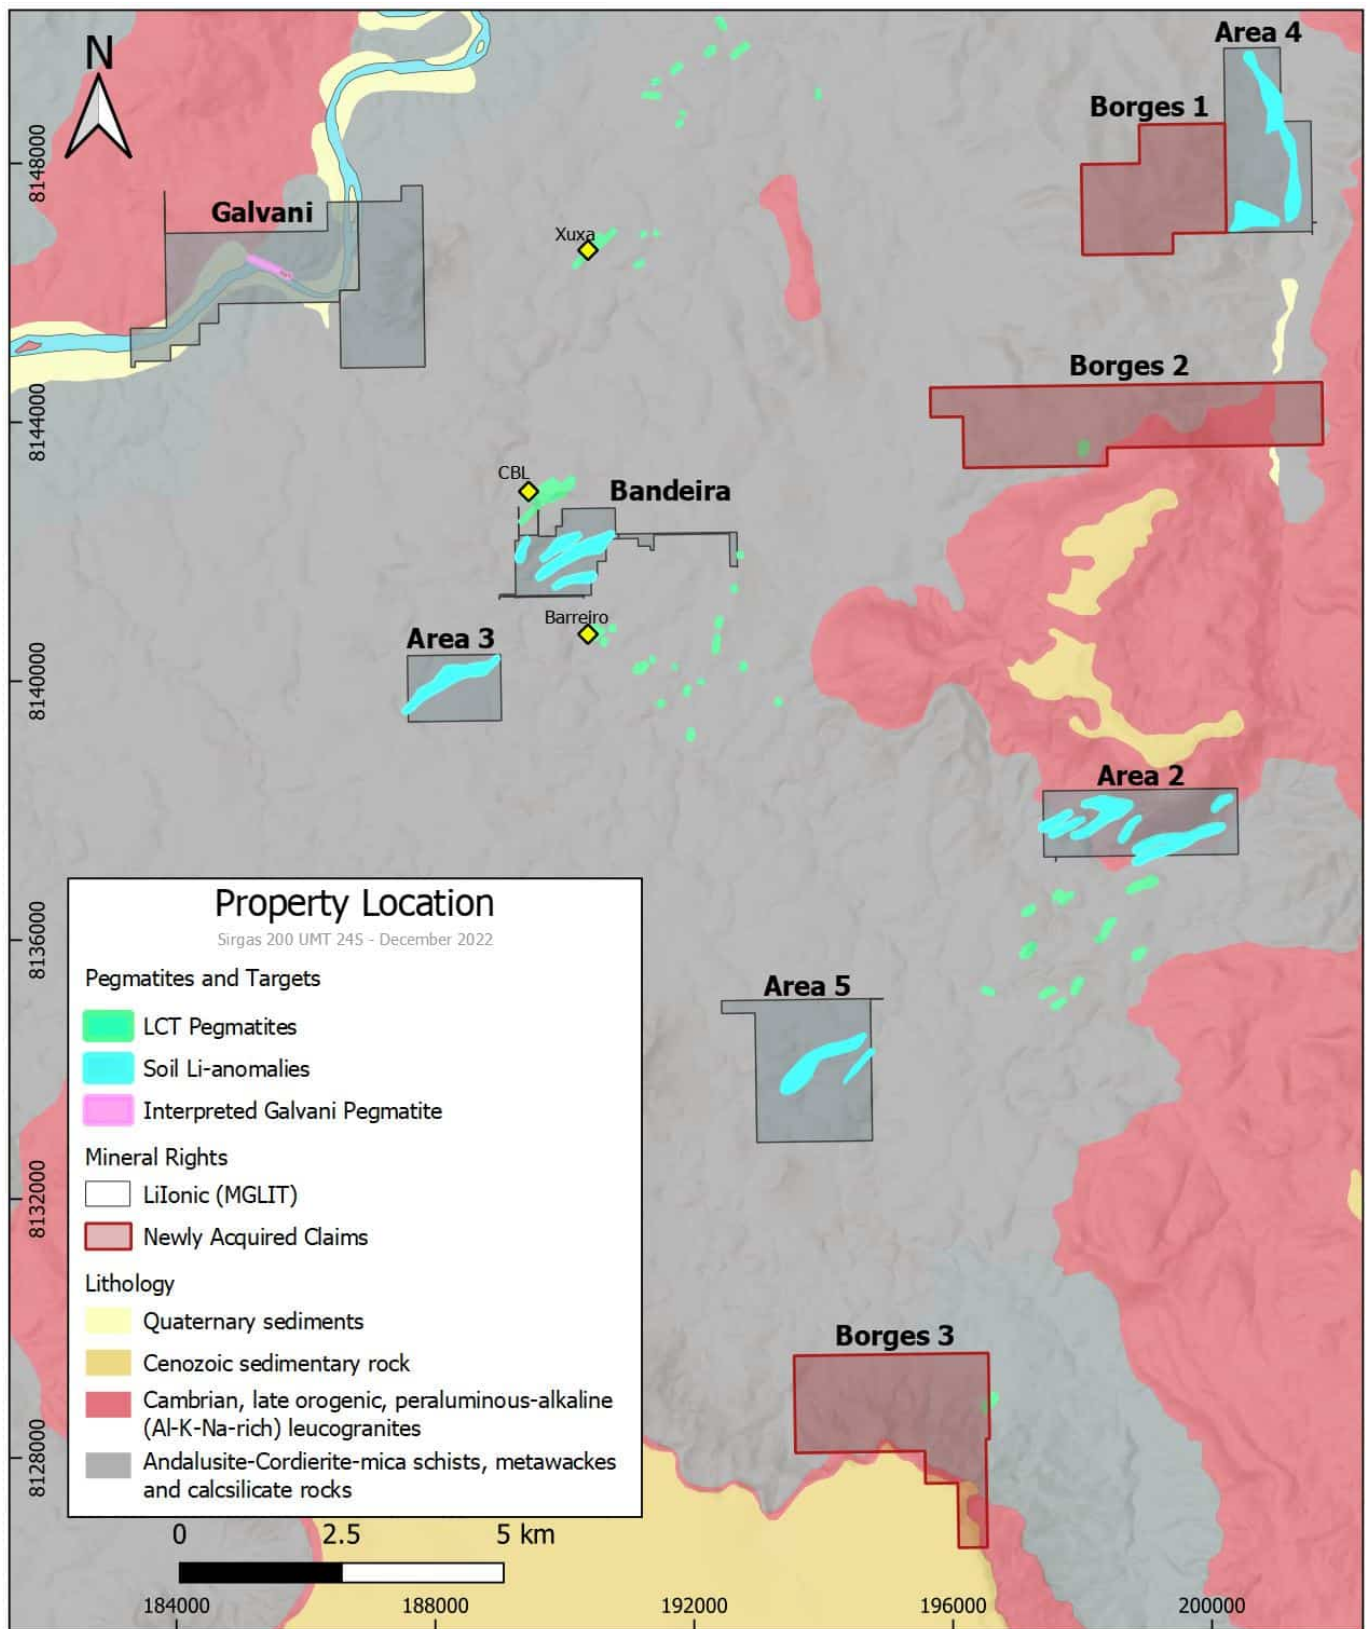 N
Area 4
Borges 1
8148000
Galvani
Xuxa
Borges 2
8144000
CBL
Bandeira
Barreiro
Area 3
8140000
Area 2
Property Location
Sirgas 200 UMT 24S - December 2022
8136000
Pegmatites and Targets
Area 5
LCT Pegmatites
Soil Li-anomalies
Interpreted Galvani Pegmatite
Mineral Rights
LiIonic (MGLIT)
8132000
Newly Acquired Claims
Lithology
Quaternary sediments
Borges 3
Cenozoic sedimentary rock
Cambrian, late orogenic, peraluminous-alkaline
(Al-K-Na-rich) leucogranites
Andalusite-Cordierite-mica schists, metawackes
and calcsilicate rocks
8128000
0 2.5 5 km
184000 188000 192000 196000 200000